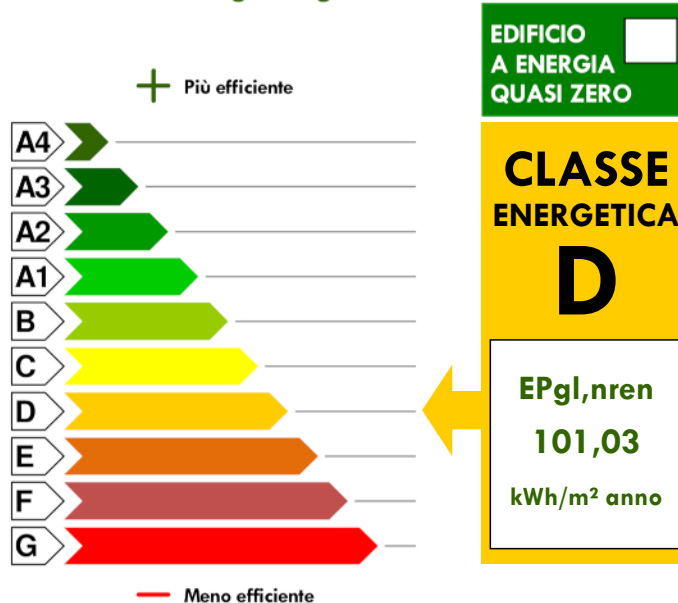 EDIFICIO
A ENERGIA
QUASI ZERO
Più efficiente
A4
A3
A2
A1
B
C
D
E
F
G
Meno efficiente
CLASSE
ENERGETICA
D
EPgl,nren
101,03
kWh/m² anno